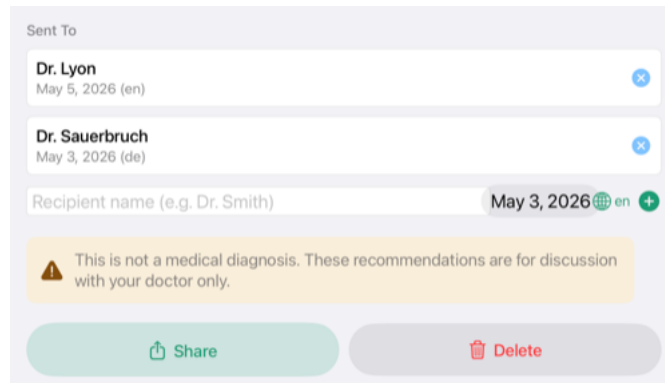 Sent To
Dr. Lyon
May 5, 2026 (en)
Dr. Sauerbruch
May 3, 2026 (de)
Recipient name (e.g. Dr. Smith) May 3, 2026 en
This is not a medical diagnosis. These recommendations are for discussion
with your doctor only.
Share Delete